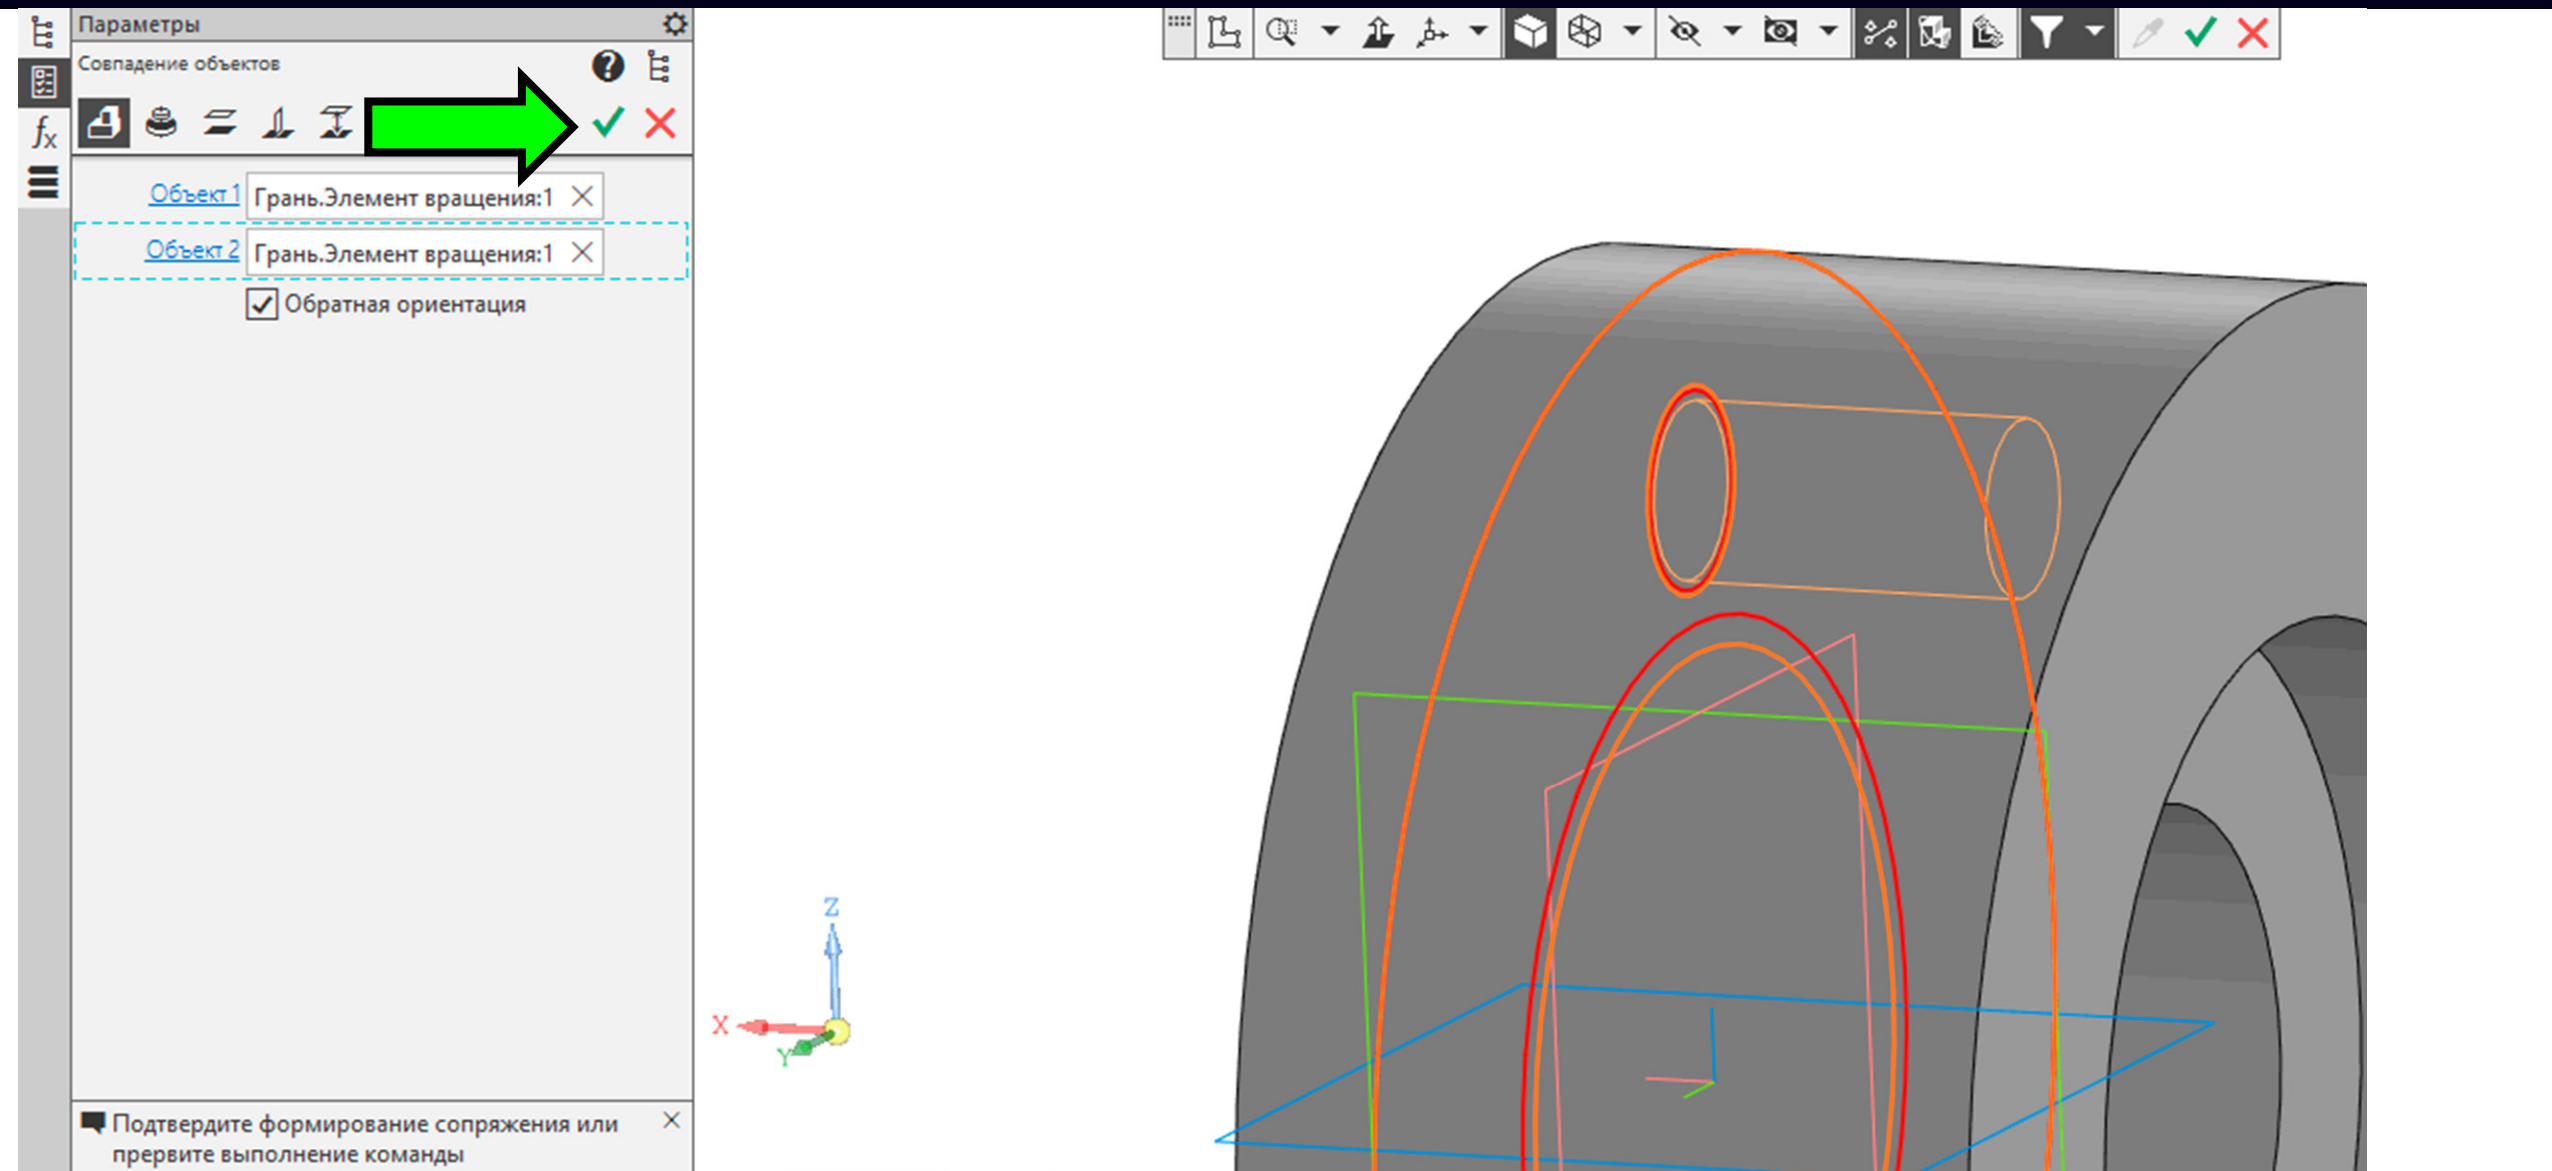 Параметры
Совпадение объектов
fx
Объект 1 Грань.Элемент вращения:1
Объект 2 Грань.Элемент вращения:1
Обратная ориентация
Z
X
Y
Подтвердите формирование сопряжения или
прервите выполнение команды